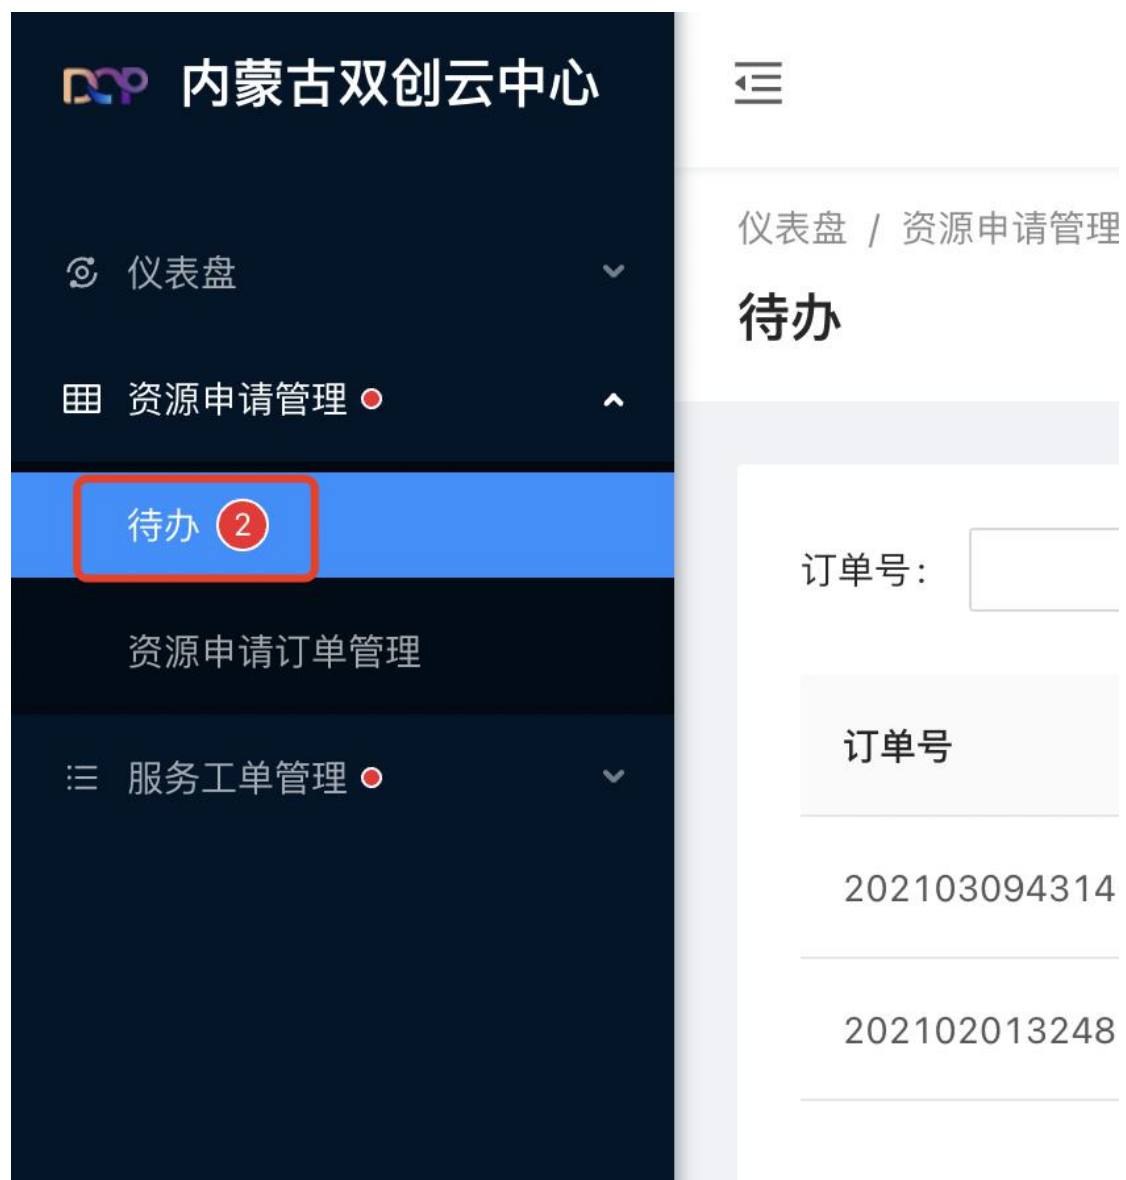 DCP 内蒙古双创云中心
仪表盘
资源申请管理
待办 2
资源申请订单管理
服务工单管理
仪表盘 / 资源申请管理
待办
订单号:
订单号
202103094314
202102013248